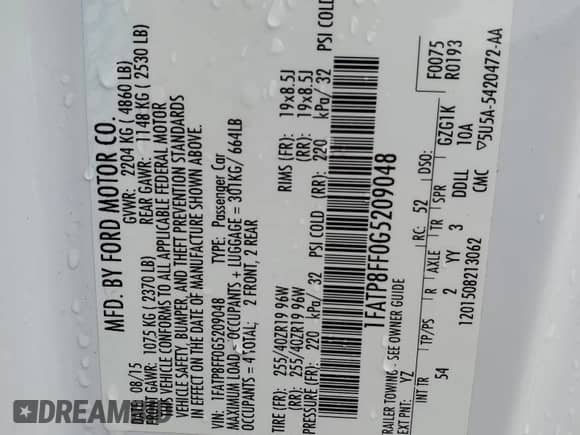 MFD. BY FORD MOTOR CO.
08/15 GVWR: 2204 KG ( 4860 LB)
FRONT GAWR: 1075 KG ( 2370 LB) REAR GAWR: 1148 KG ( 2530 LB)
THIS VEHICLE CONFORMS TO ALL APPLICABLE FEDERAL MOTOR
VEHICLE SAFETY, BUMPER, AND THEFT PREVENTION STANDARDS
IN EFFECT ON THE DATE OF MANUFACTURE SHOWN ABOVE.
VIN: 1FATP8FF0G5209048 TYPE: Passenger Car
MAXIMUM LOAD = OCCUPANTS + LUGGAGE = 301KG/ 664LB
OCCUPANTS = 4 TOTAL: 2 FRONT, 2 REAR
TIRE (FR): 255/40ZR19 96W RIMS (FR): 19x8.5J
(RR): 255/40ZR19 96W (RR): 19x8.5J
PRESSURE (FR): 220 kPa/ 32 PSI COLD (RR): 220 kPa/ 32 PSI COLD
1FATP8FF0G5209048
TRAILER TOWING - SEE OWNER GUIDE
EXT PNT: YZ RC: 52 DSO: F0075
R0193
INT TR TP/PS R AXLE TR SPR GZG1K
54 2 YY 3 DDLL 10A
1201508213062 CMC ▽5U5A-5420472-AA
DREAM